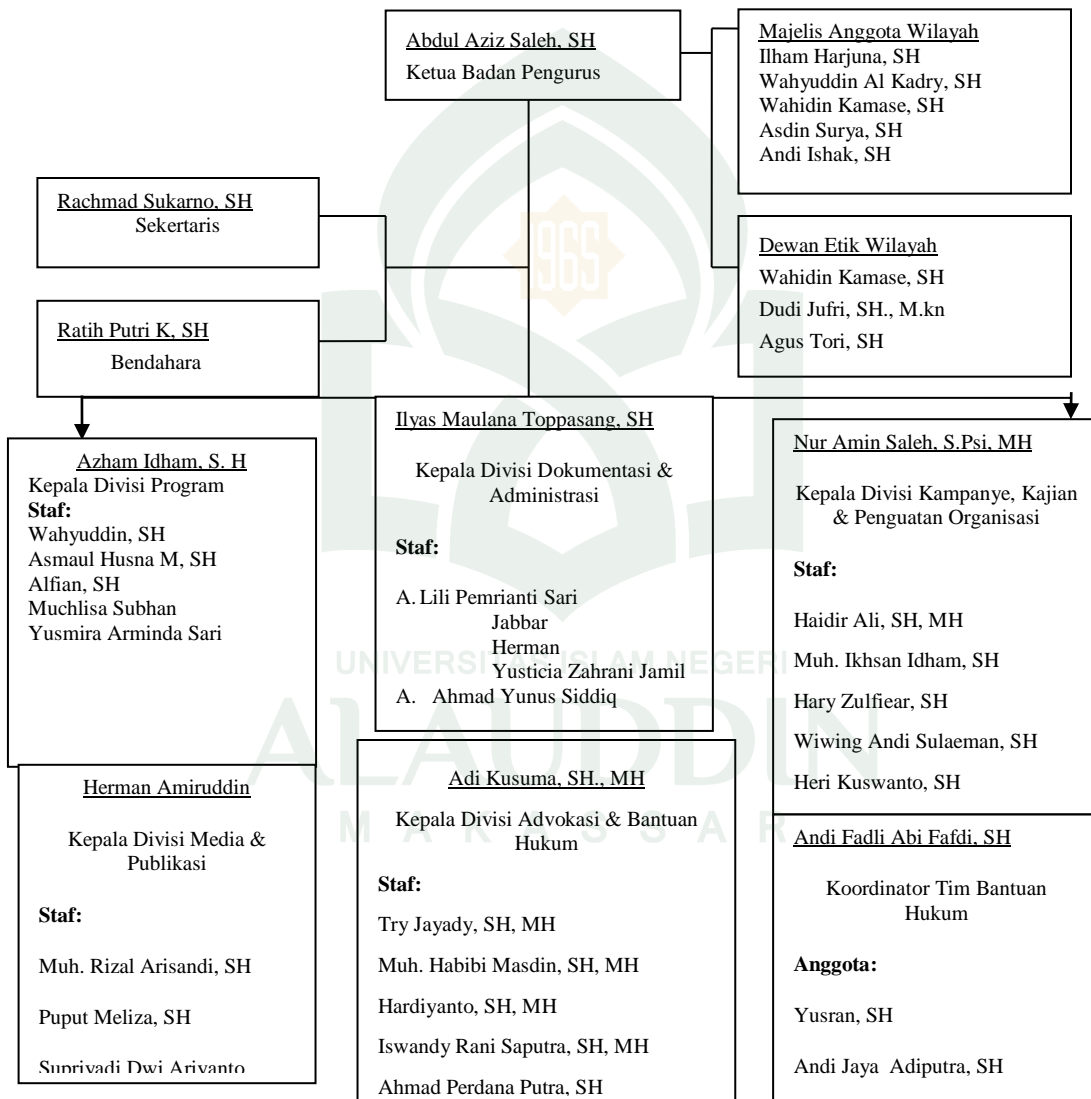 Abdul Aziz Saleh, SH
Ketua Badan Pengurus
Majelis Anggota Wilayah
Ilham Harjuna, SH
Wahyuddin Al Kadry, SH
Wahidin Kamase, SH
Asdin Surya, SH
Andi Ishak, SH
Rachmad Sukarno, SH
Sekertaris
Dewan Etik Wilayah
Wahidin Kamase, SH
Dudi Jufri, SH., M.kn
Agus Tori, SH
Ratih Putri K, SH
Bendahara
Azham Idham, S. H
Kepala Divisi Program
Staf:
Wahyuddin, SH
Asmaul Husna M, SH
Alfian, SH
Muchlisa Subhan
Yusmira Arminda Sari
Ilyas Maulana Toppasang, SH
Kepala Divisi Dokumentasi &
Administrasi
Staf:
A. Lili Pemrianti Sari
Jabbar
Herman
Yusticia Zahrani Jamil
A. Ahmad Yunus Siddiq
Nur Amin Saleh, S.Psi, MH
Kepala Divisi Kampanye, Kajian
& Penguatan Organisasi
Staf:
Haidir Ali, SH, MH
Muh. Ikhsan Idham, SH
Hary Zulfiear, SH
Wiwing Andi Sulaeman, SH
Heri Kuswanto, SH
Herman Amiruddin
Kepala Divisi Media &
Publikasi
Staf:
Muh. Rizal Arisandi, SH
Puput Meliza, SH
Supriyadi Dwi Ariyanto
Adi Kusuma, SH., MH
Kepala Divisi Advokasi & Bantuan
Hukum
Staf:
Try Jayady, SH, MH
Muh. Habibi Masdin, SH, MH
Hardiyanto, SH, MH
Iswandy Rani Saputra, SH, MH
Ahmad Perdana Putra, SH
Andi Fadli Abi Fafdi, SH
Koordinator Tim Bantuan
Hukum
Anggota:
Yusran, SH
Andi Jaya Adiputra, SH
1965
UNIVERSITAS ISLAM NEGERI
ALAUDDIN
MAKASSAR